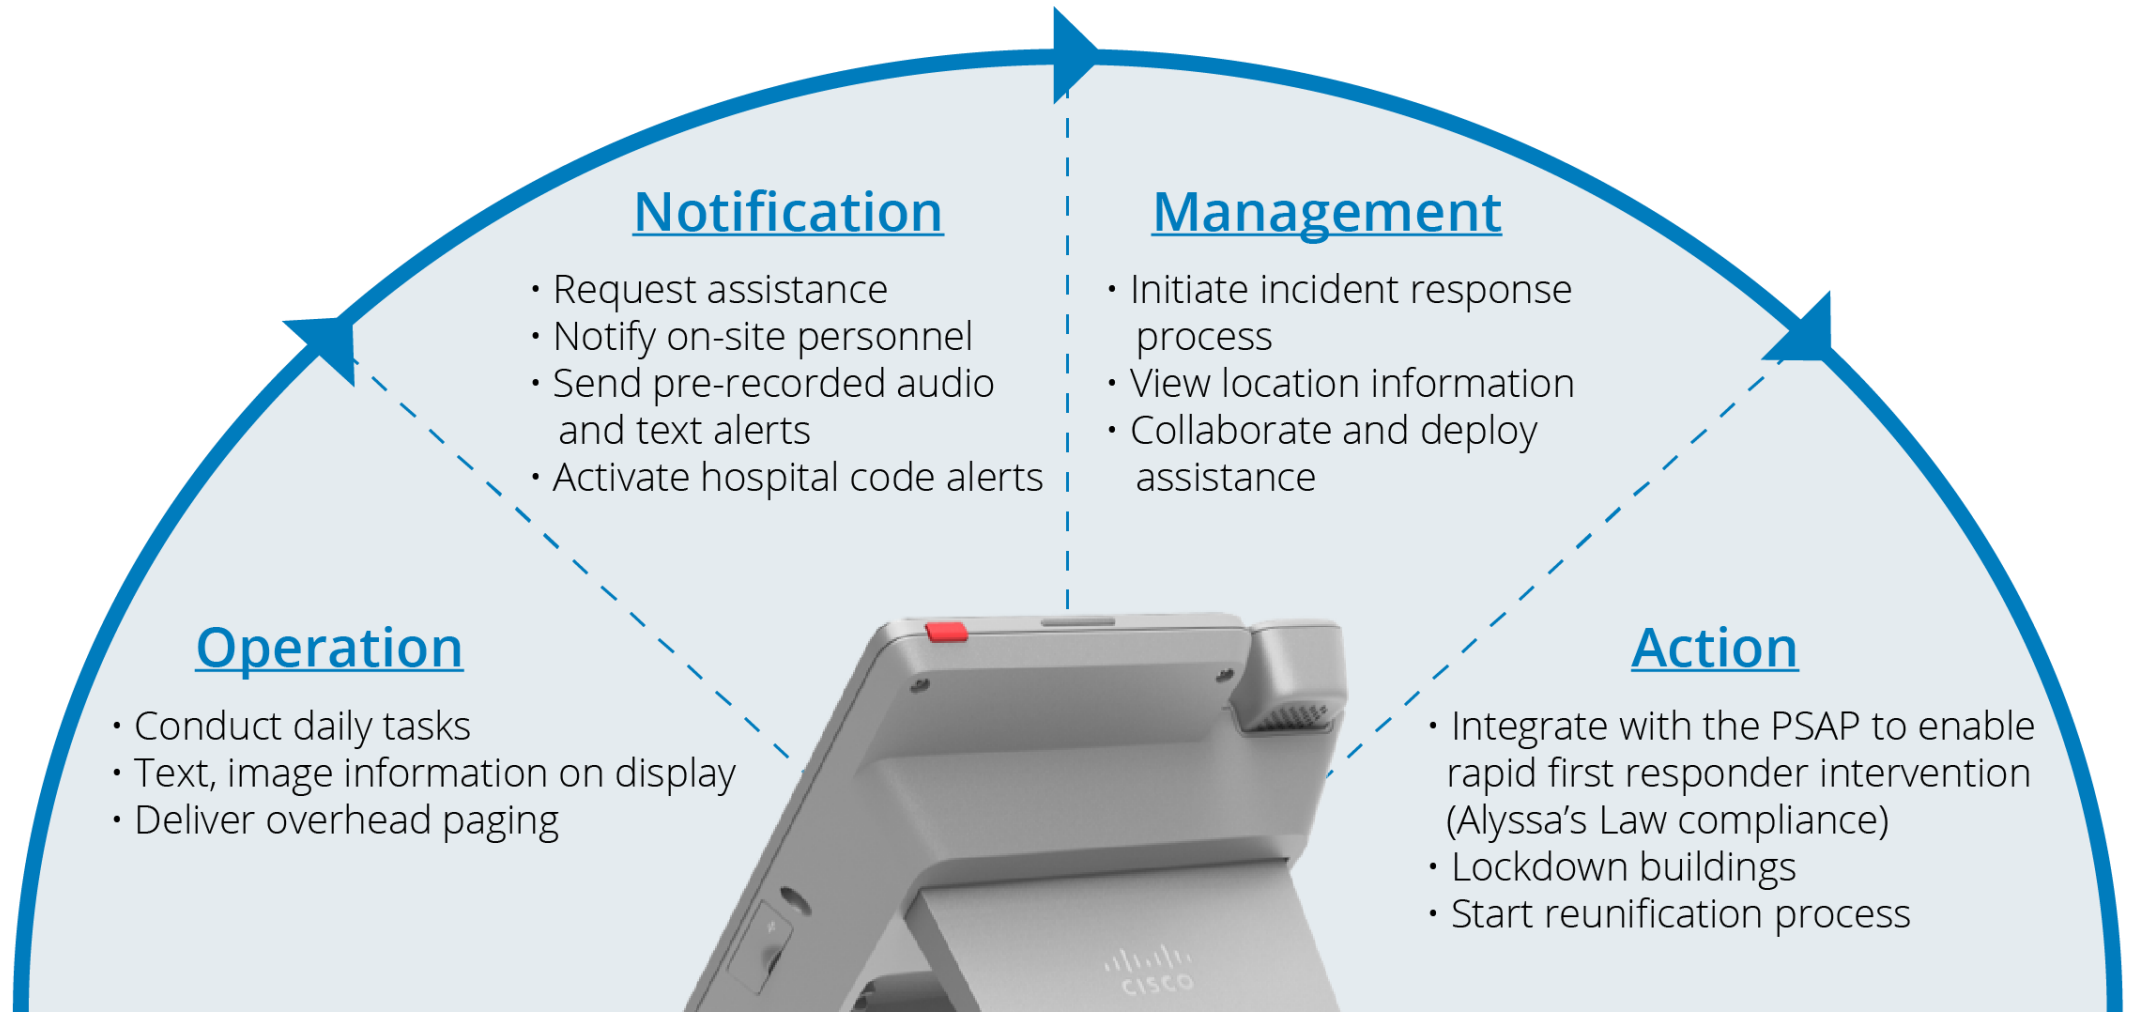 Notification
• Request assistance
• Notify on-site personnel
• Send pre-recorded audio
and text alerts
• Activate hospital code alerts
Management
• Initiate incident response
process
• View location information
• Collaborate and deploy
assistance
Operation
• Conduct daily tasks
• Text, image information on display
• Deliver overhead paging
Action
• Integrate with the PSAP to enable
rapid first responder intervention
(Alyssa’s Law compliance)
• Lockdown buildings
• Start reunification process
CISCO